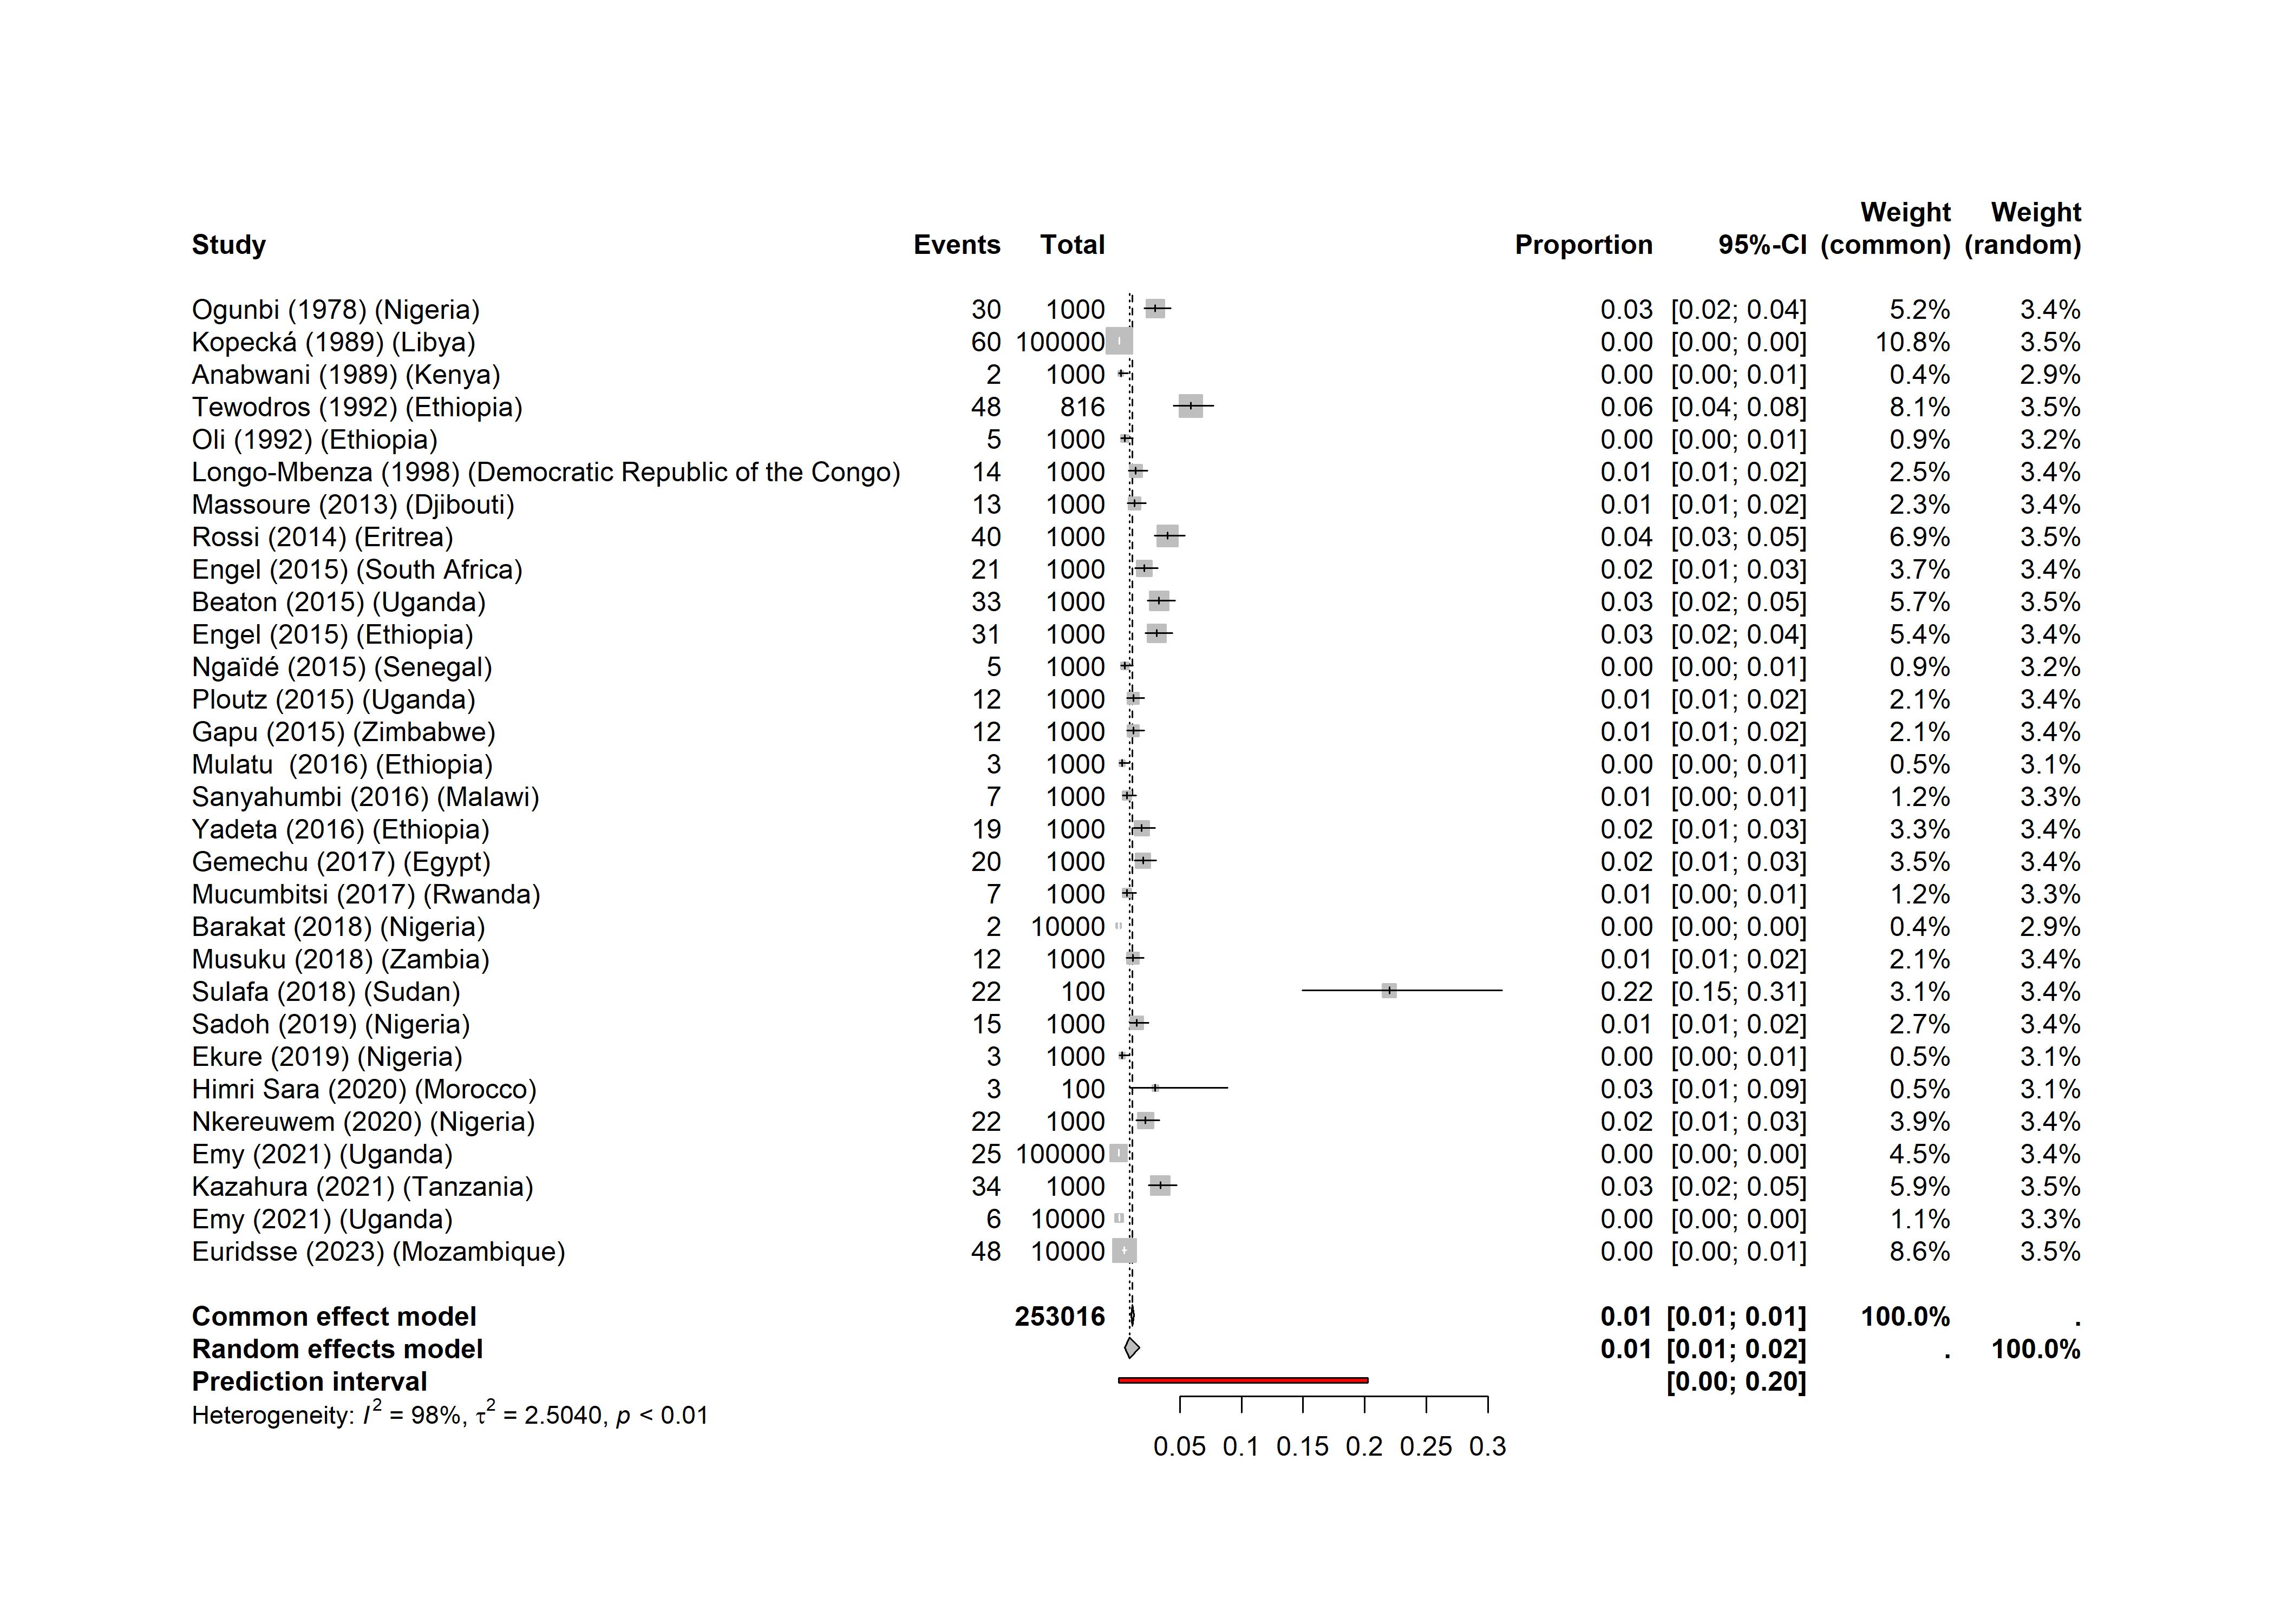 Weight Weight
Study Events Total Proportion 95%-CI (common) (random)
Ogunbi (1978) (Nigeria) 30 1000 0.03 [0.02; 0.04] 5.2% 3.4%
Kopecká (1989) (Libya) 60 100000 0.00 [0.00; 0.00] 10.8% 3.5%
Anabwani (1989) (Kenya) 2 1000 0.00 [0.00; 0.01] 0.4% 2.9%
Tewodros (1992) (Ethiopia) 48 816 0.06 [0.04; 0.08] 8.1% 3.5%
Oli (1992) (Ethiopia) 5 1000 0.00 [0.00; 0.01] 0.9% 3.2%
Longo-Mbenza (1998) (Democratic Republic of the Congo) 14 1000 0.01 [0.01; 0.02] 2.5% 3.4%
Massoure (2013) (Djibouti) 13 1000 0.01 [0.01; 0.02] 2.3% 3.4%
Rossi (2014) (Eritrea) 40 1000 0.04 [0.03; 0.05] 6.9% 3.5%
Engel (2015) (South Africa) 21 1000 0.02 [0.01; 0.03] 3.7% 3.4%
Beaton (2015) (Uganda) 33 1000 0.03 [0.02; 0.05] 5.7% 3.5%
Engel (2015) (Ethiopia) 31 1000 0.03 [0.02; 0.04] 5.4% 3.4%
Ngaïdé (2015) (Senegal) 5 1000 0.00 [0.00; 0.01] 0.9% 3.2%
Ploutz (2015) (Uganda) 12 1000 0.01 [0.01; 0.02] 2.1% 3.4%
Gapu (2015) (Zimbabwe) 12 1000 0.01 [0.01; 0.02] 2.1% 3.4%
Mulatu  (2016) (Ethiopia) 3 1000 0.00 [0.00; 0.01] 0.5% 3.1%
Sanyahumbi (2016) (Malawi) 7 1000 0.01 [0.00; 0.01] 1.2% 3.3%
Yadeta (2016) (Ethiopia) 19 1000 0.02 [0.01; 0.03] 3.3% 3.4%
Gemechu (2017) (Egypt) 20 1000 0.02 [0.01; 0.03] 3.5% 3.4%
Mucumbitsi (2017) (Rwanda) 7 1000 0.01 [0.00; 0.01] 1.2% 3.3%
Barakat (2018) (Nigeria) 2 10000 0.00 [0.00; 0.00] 0.4% 2.9%
Musuku (2018) (Zambia) 12 1000 0.01 [0.01; 0.02] 2.1% 3.4%
Sulafa (2018) (Sudan) 22 100 0.22 [0.15; 0.31] 3.1% 3.4%
Sadoh (2019) (Nigeria) 15 1000 0.01 [0.01; 0.02] 2.7% 3.4%
Ekure (2019) (Nigeria) 3 1000 0.00 [0.00; 0.01] 0.5% 3.1%
Himri Sara (2020) (Morocco) 3 100 0.03 [0.01; 0.09] 0.5% 3.1%
Nkereuwem (2020) (Nigeria) 22 1000 0.02 [0.01; 0.03] 3.9% 3.4%
Emy (2021) (Uganda) 25 100000 0.00 [0.00; 0.00] 4.5% 3.4%
Kazahura (2021) (Tanzania) 34 1000 0.03 [0.02; 0.05] 5.9% 3.5%
Emy (2021) (Uganda) 6 10000 0.00 [0.00; 0.00] 1.1% 3.3%
Euridsse (2023) (Mozambique) 48 10000 0.00 [0.00; 0.01] 8.6% 3.5%
Common effect model 253016 0.01 [0.01; 0.01] 100.0% .
Random effects model 0.01 [0.01; 0.02] . 100.0%
Prediction interval [0.00; 0.20]
Heterogeneity: I² = 98%, τ² = 2.5040, p < 0.01
0.05 0.1 0.15 0.2 0.25 0.3